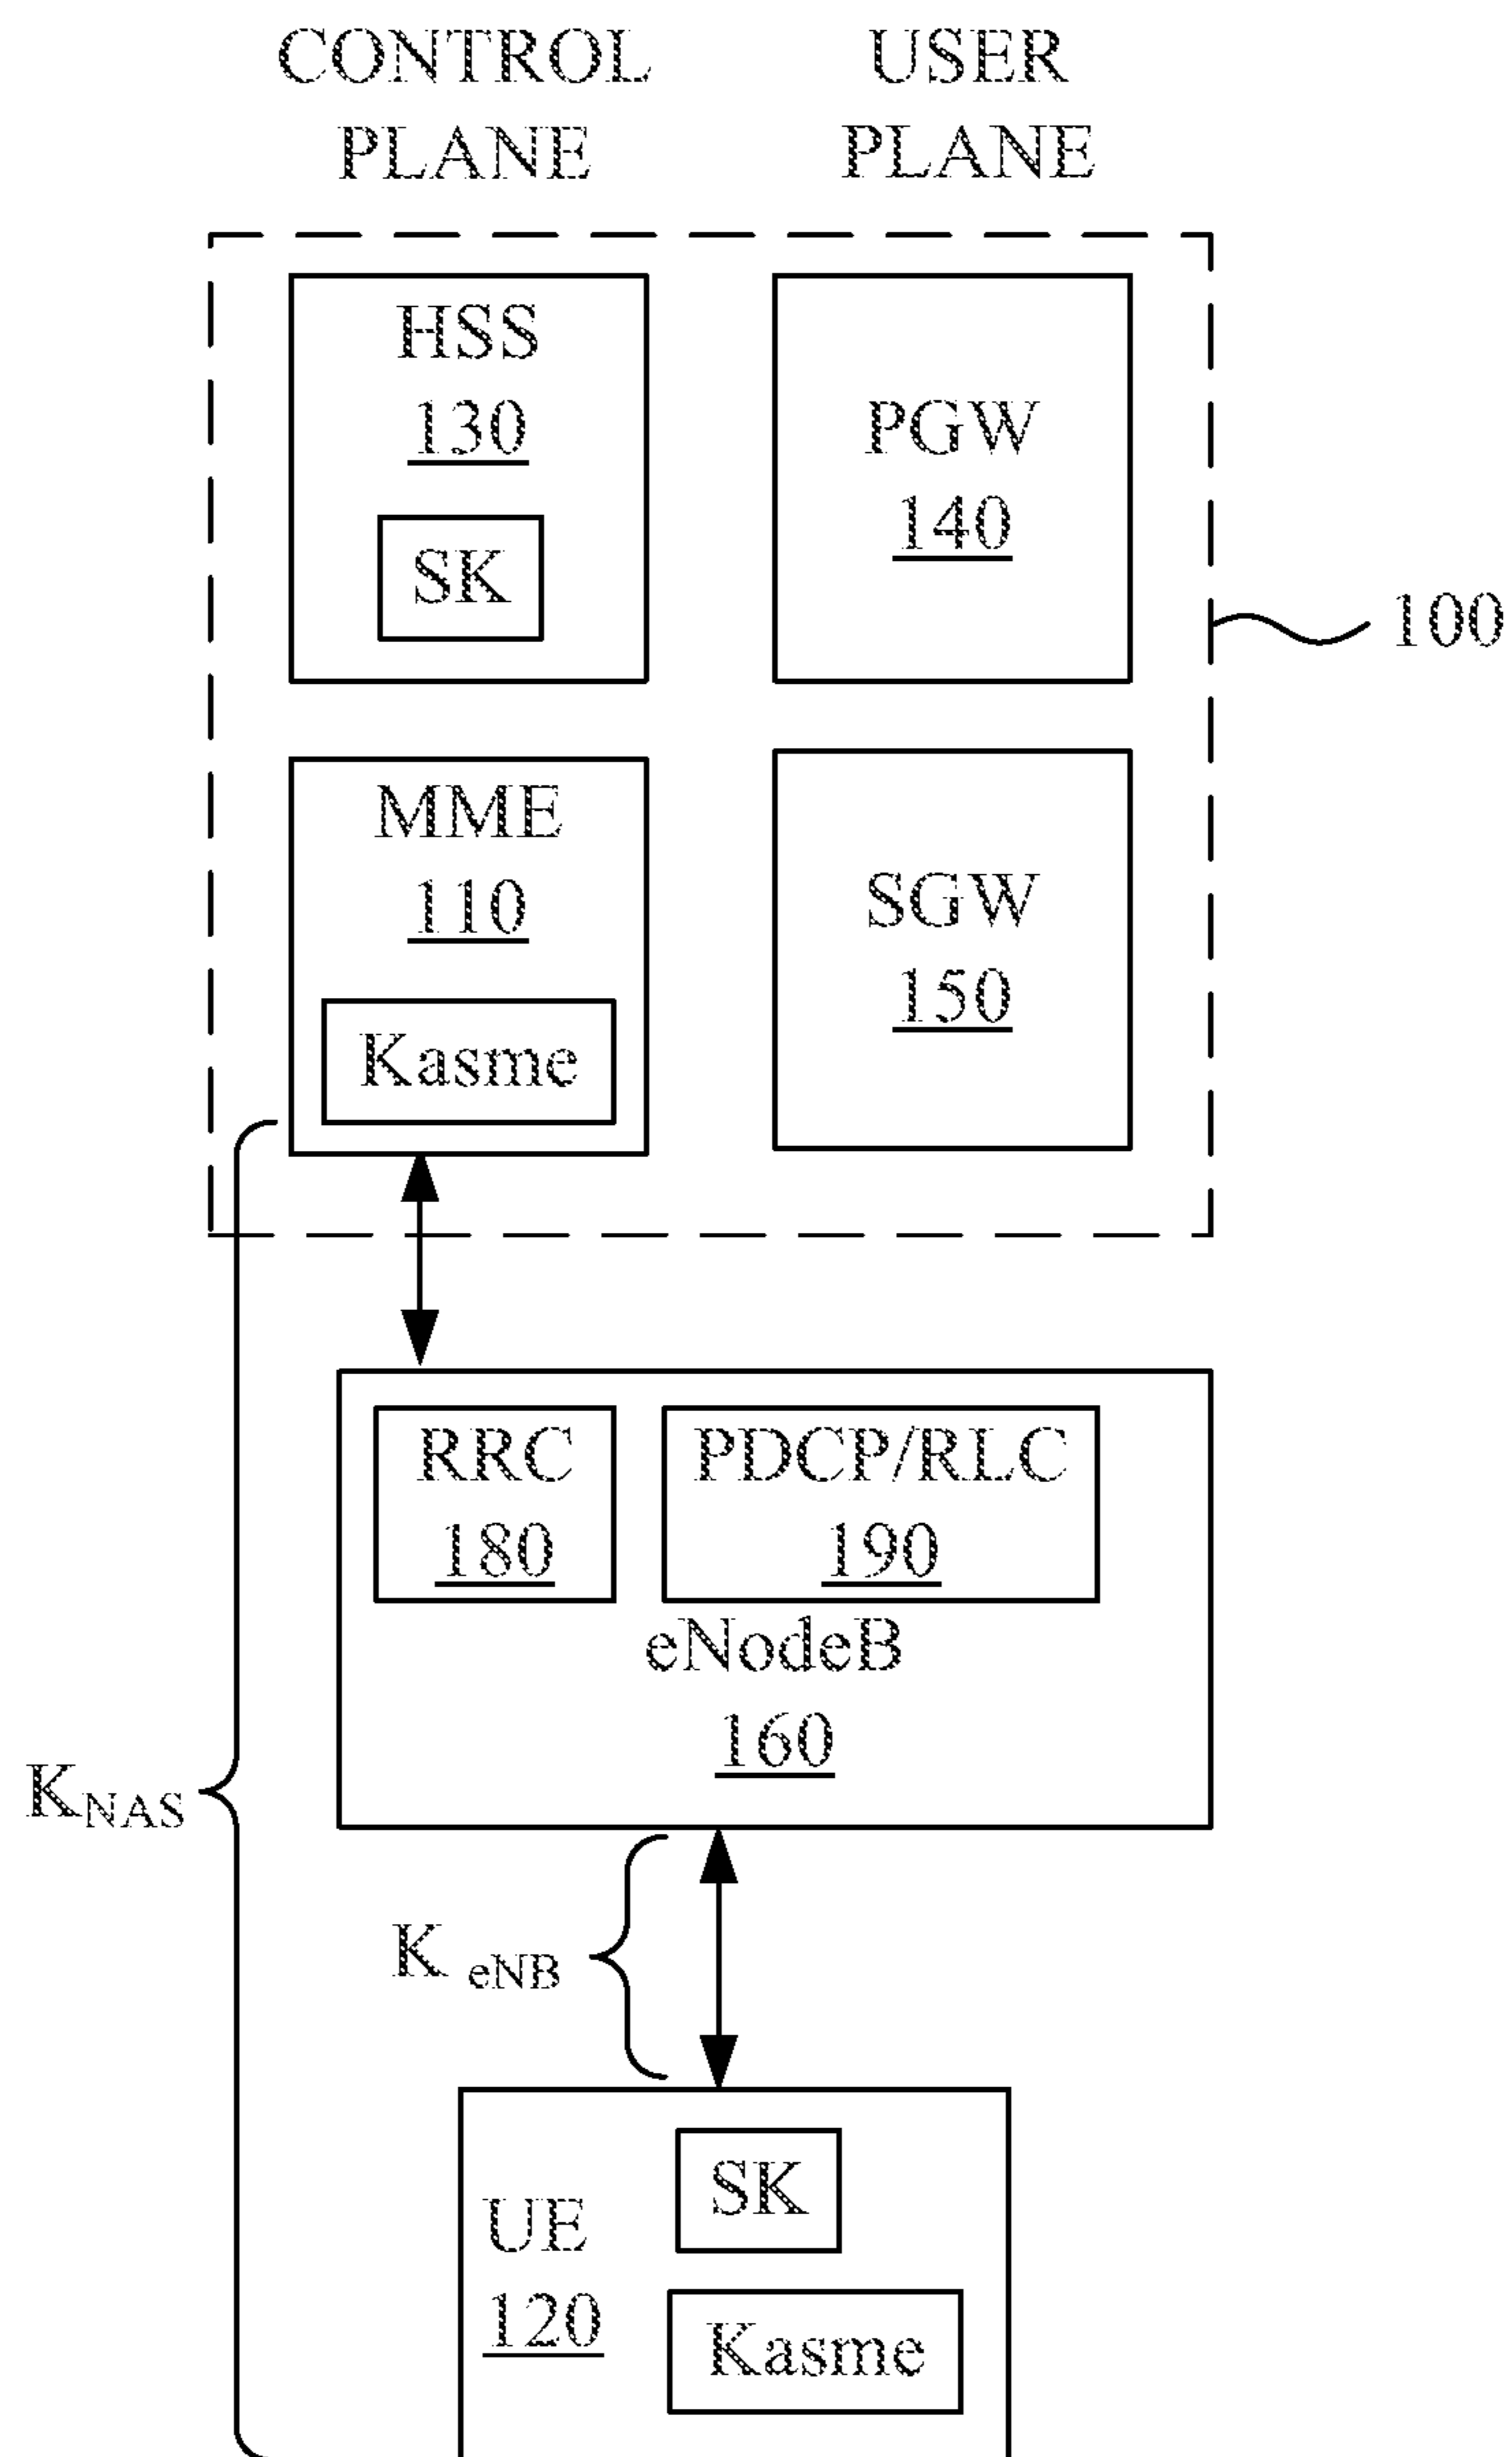 CONTROL PLANE
USER PLANE
HSS
130
SK
PGW
140
100
MME
110
Kasme
SGW
150
RRC
180
PDCP/RLC
190
eNodeB
160
KNAS
K eNB
SK
UE
120
Kasme